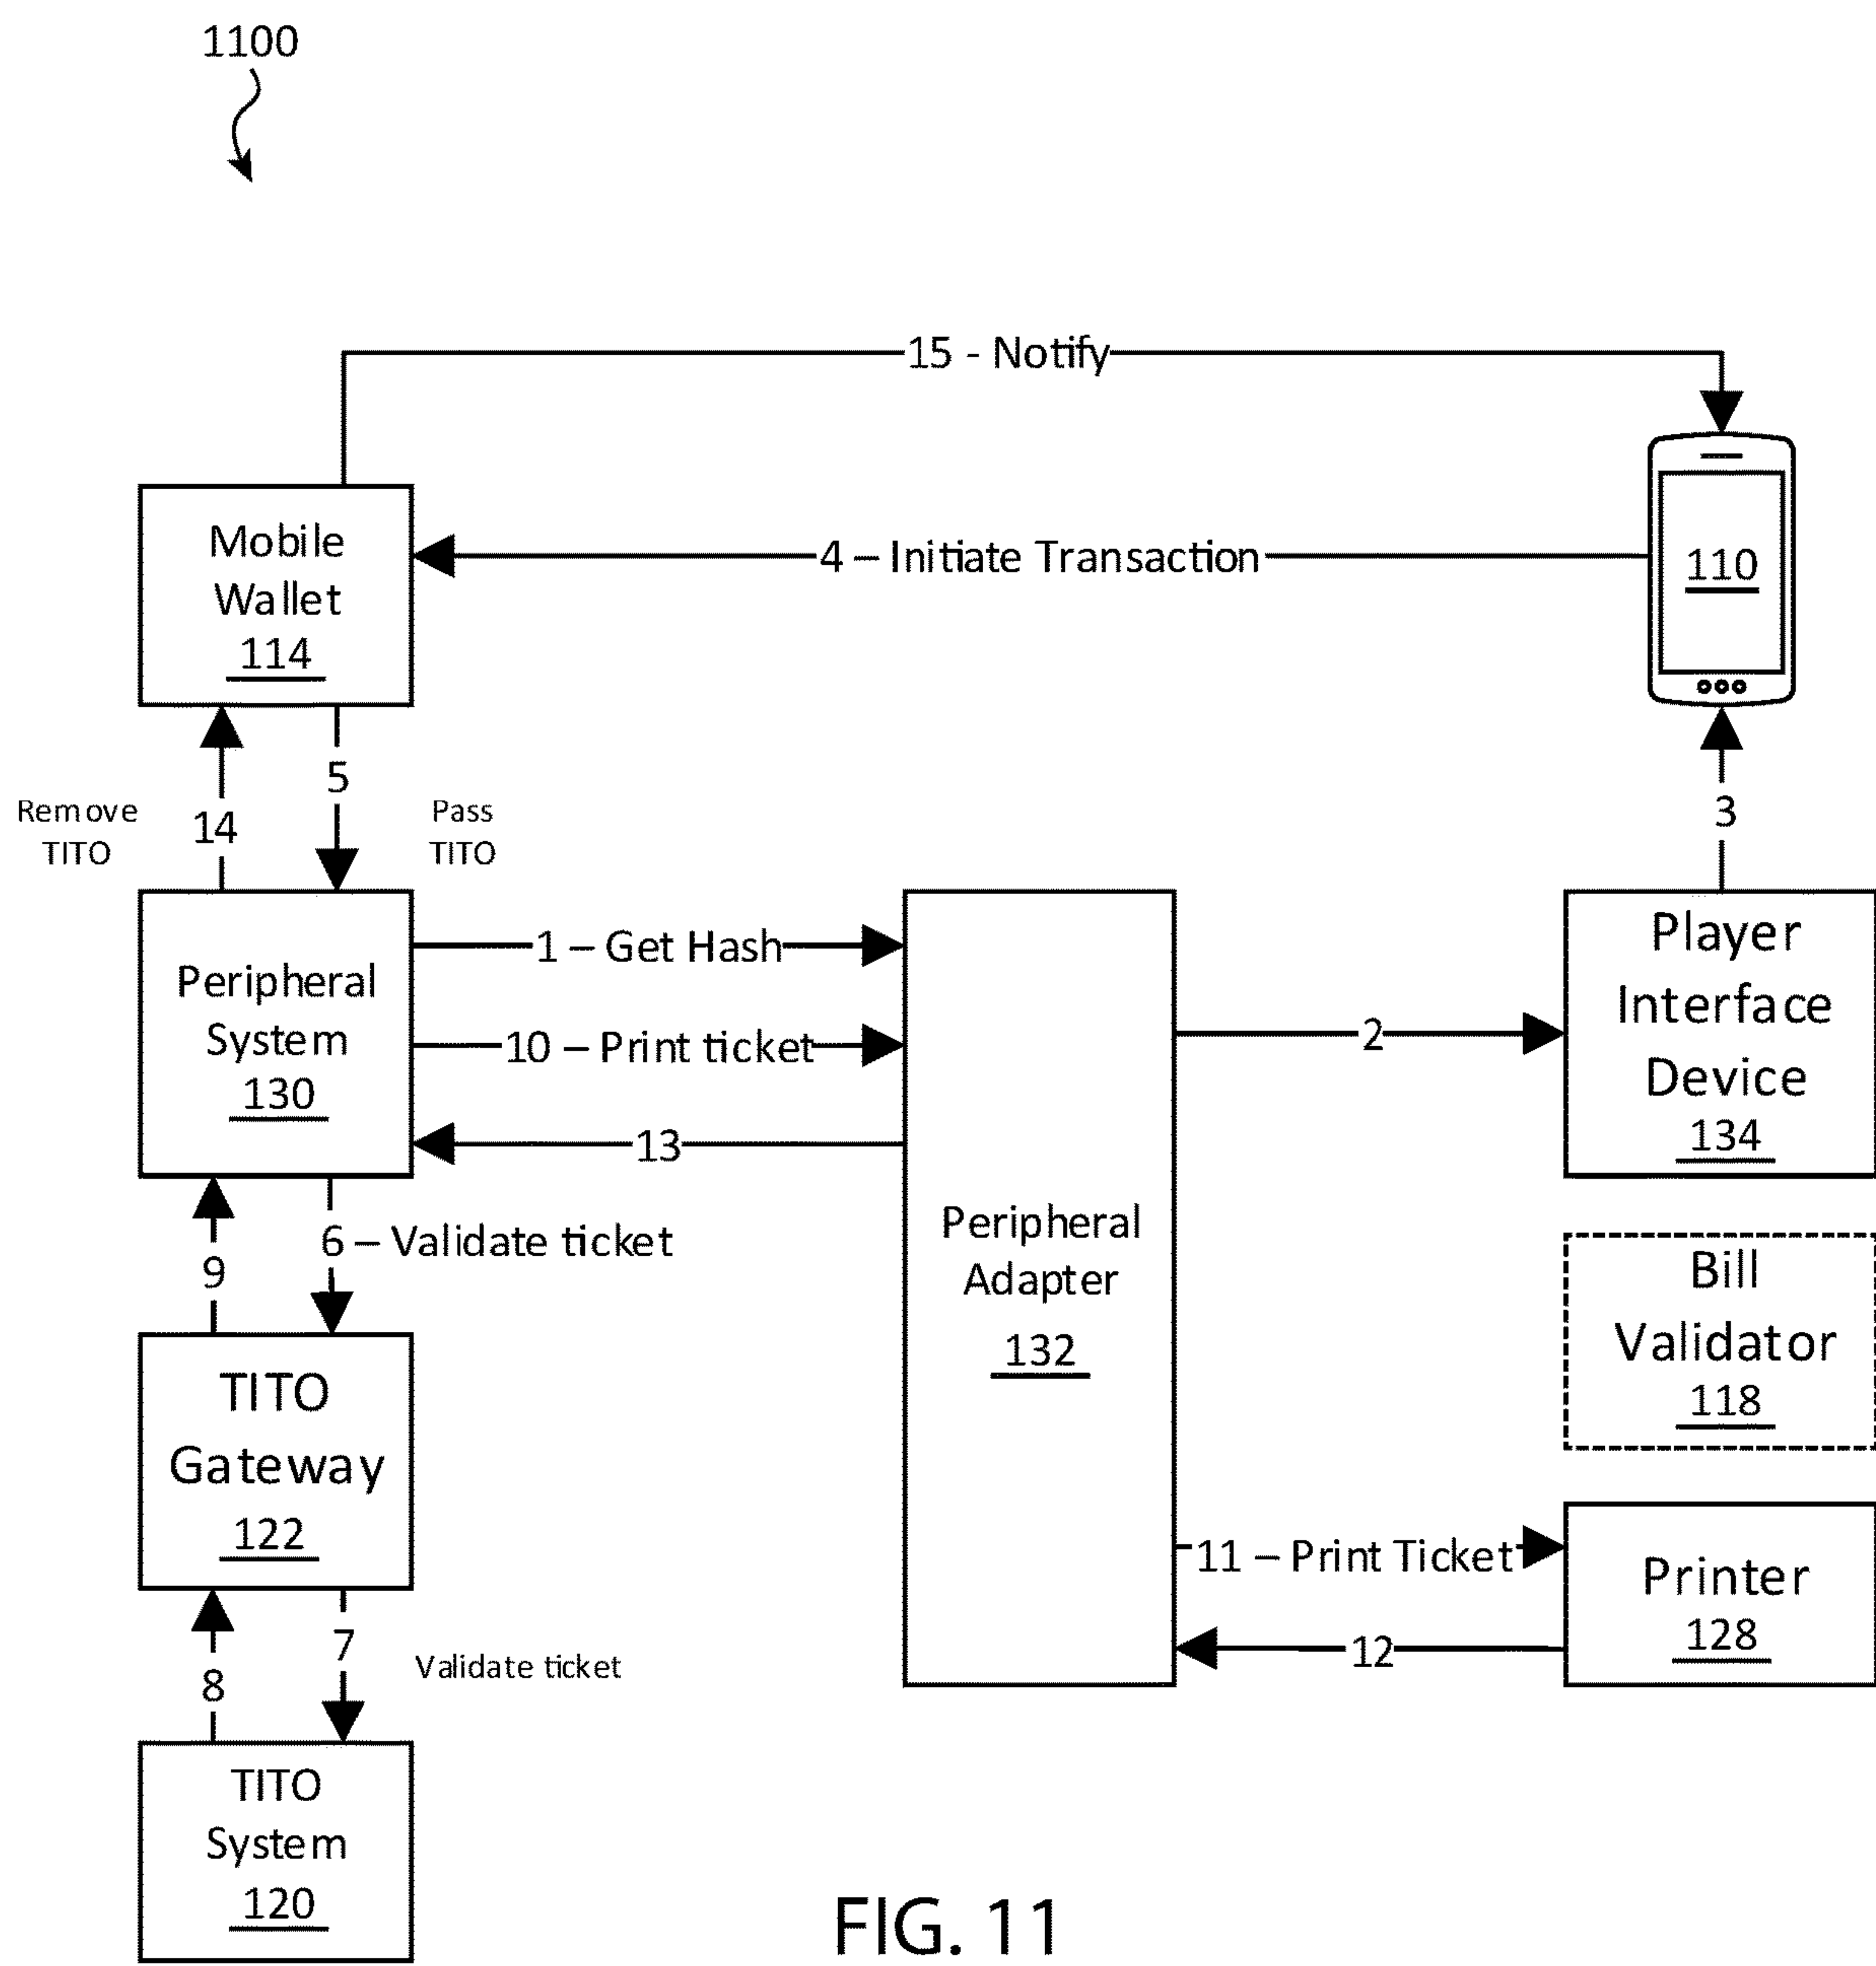 1100
15 - Notify
Mobile
Wallet
114
4 – Initiate Transaction
110
Remove
TITO
14
5
Pass
TITO
3
Peripheral
System
130
1 – Get Hash
10 – Print ticket
13
Peripheral
Adapter
132
2
Player
Interface
Device
134
9
6 – Validate ticket
Bill
Validator
118
TITO
Gateway
122
11 – Print Ticket
12
Printer
128
8
7
Validate ticket
TITO
System
120
FIG. 11